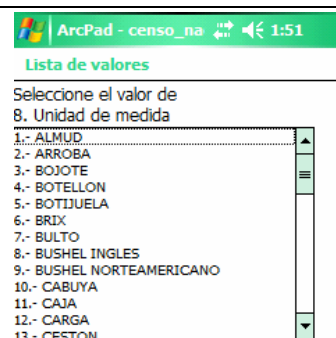 ArcPad - censo_na 1:51
Lista de valores
Seleccione el valor de
8. Unidad de medida
1.- ALMUD
2.- ARROBA
3.- BOJOTE
4.- BOTELLON
5.- BOTIJUELA
6.- BRIX
7.- BULTO
8.- BUSHEL INGLES
9.- BUSHEL NORTEAMERICANO
10.- CABUYA
11.- CAJA
12.- CARGA
13.- CESTON